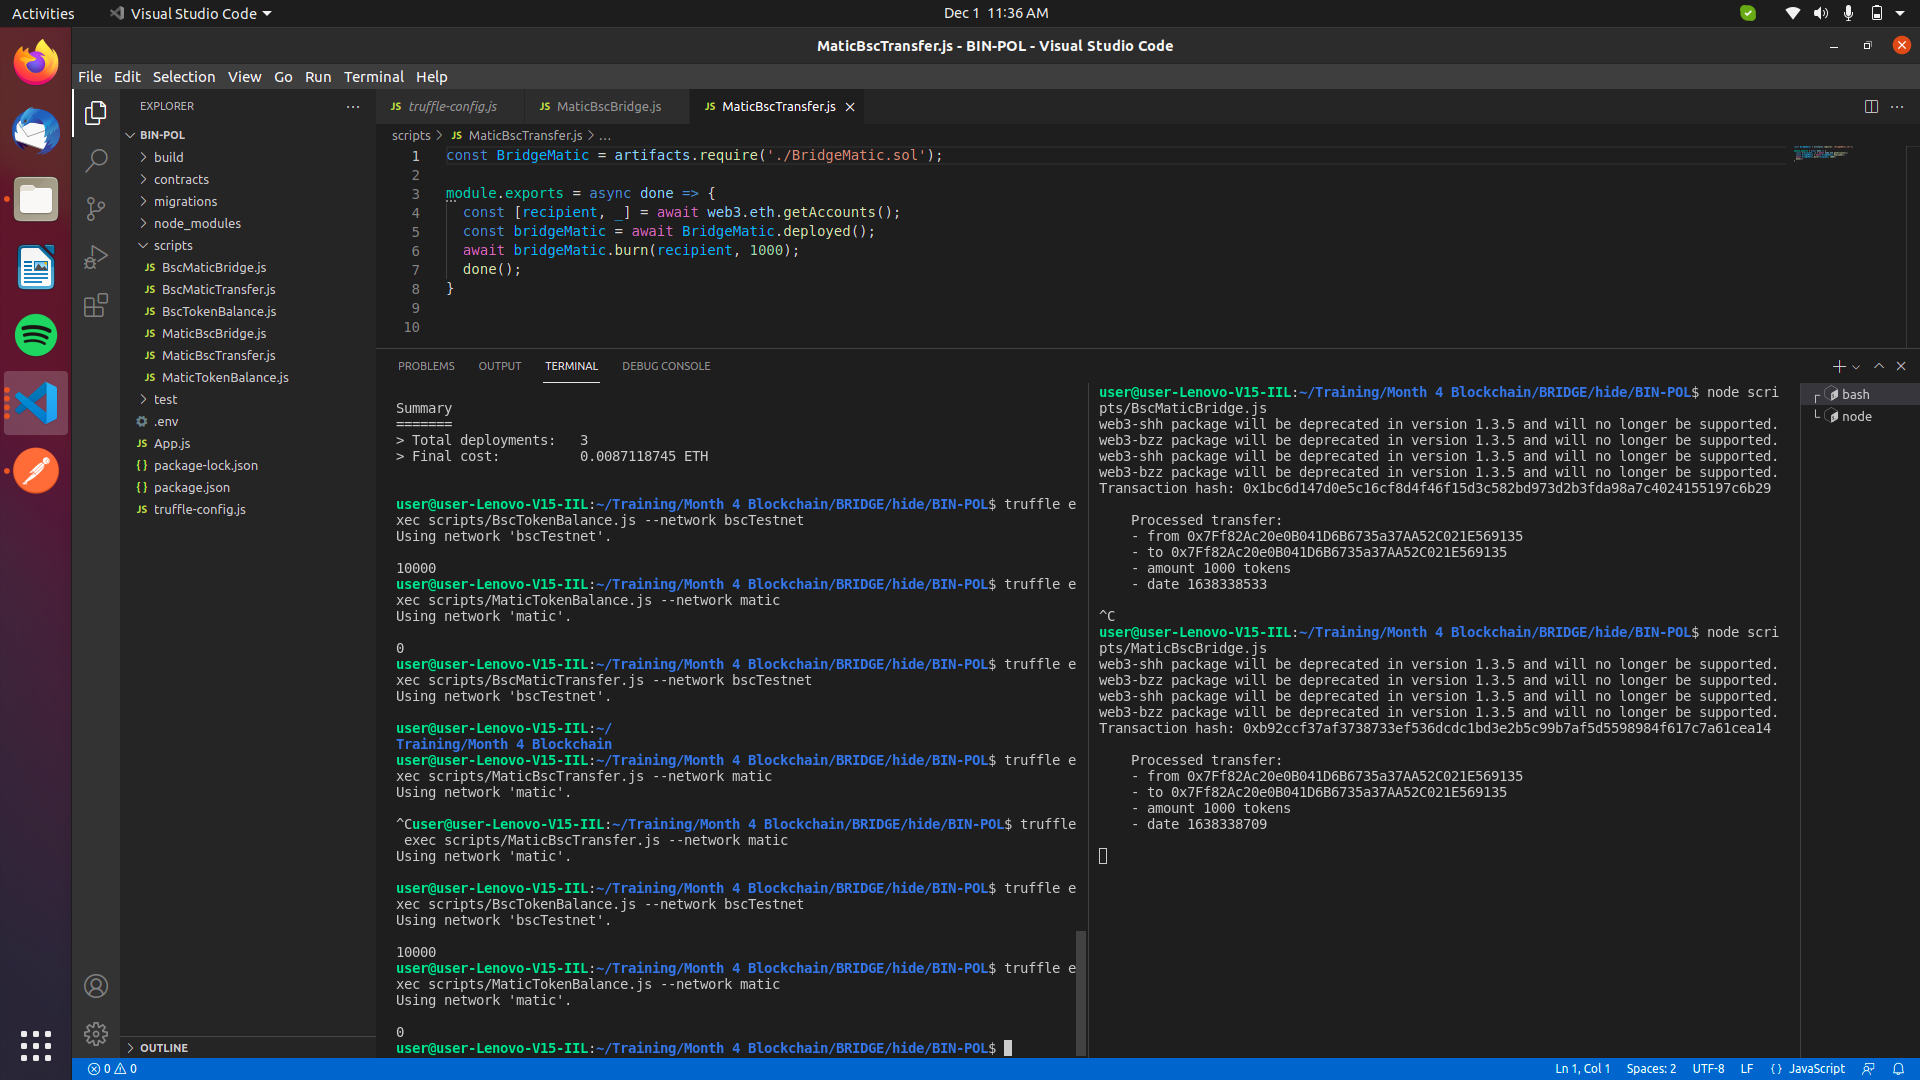 Activities
Visual Studio Code
Dec 1  11:36 AM
MaticBscTransfer.js - BIN-POL - Visual Studio Code
File Edit Selection View Go Run Terminal Help
EXPLORER
BIN-POL
build
contracts
migrations
node_modules
scripts
JS BscMaticBridge.js
JS BscMaticTransfer.js
JS BscTokenBalance.js
JS MaticBscBridge.js
JS MaticBscTransfer.js
JS MaticTokenBalance.js
test
.env
JS App.js
{} package-lock.json
{} package.json
JS truffle-config.js
OUTLINE
JS truffle-config.js
JS MaticBscBridge.js
JS MaticBscTransfer.js
scripts > JS MaticBscTransfer.js > ...
1 const BridgeMatic = artifacts.require('./BridgeMatic.sol');
2
3 module.exports = async done => {
4   const [recipient, _] = await web3.eth.getAccounts();
5   const bridgeMatic = await BridgeMatic.deployed();
6   await bridgeMatic.burn(recipient, 1000);
7   done();
8 }
9
10
PROBLEMS OUTPUT TERMINAL DEBUG CONSOLE
Summary
=======
> Total deployments:   3
> Final cost:          0.0087118745 ETH
user@user-Lenovo-V15-IIL:~/Training/Month 4 Blockchain/BRIDGE/hide/BIN-POL$ truffle e
xec scripts/BscTokenBalance.js --network bscTestnet
Using network 'bscTestnet'.
10000
user@user-Lenovo-V15-IIL:~/Training/Month 4 Blockchain/BRIDGE/hide/BIN-POL$ truffle e
xec scripts/MaticTokenBalance.js --network matic
Using network 'matic'.
0
user@user-Lenovo-V15-IIL:~/Training/Month 4 Blockchain/BRIDGE/hide/BIN-POL$ truffle e
xec scripts/BscMaticTransfer.js --network bscTestnet
Using network 'bscTestnet'.
user@user-Lenovo-V15-IIL:~/
Training/Month 4 Blockchain
user@user-Lenovo-V15-IIL:~/Training/Month 4 Blockchain/BRIDGE/hide/BIN-POL$ truffle e
xec scripts/MaticBscTransfer.js --network matic
Using network 'matic'.
^Cuser@user-Lenovo-V15-IIL:~/Training/Month 4 Blockchain/BRIDGE/hide/BIN-POL$ truffle
 exec scripts/MaticBscTransfer.js --network matic
Using network 'matic'.
user@user-Lenovo-V15-IIL:~/Training/Month 4 Blockchain/BRIDGE/hide/BIN-POL$ truffle e
xec scripts/BscTokenBalance.js --network bscTestnet
Using network 'bscTestnet'.
10000
user@user-Lenovo-V15-IIL:~/Training/Month 4 Blockchain/BRIDGE/hide/BIN-POL$ truffle e
xec scripts/MaticTokenBalance.js --network matic
Using network 'matic'.
0
user@user-Lenovo-V15-IIL:~/Training/Month 4 Blockchain/BRIDGE/hide/BIN-POL$
user@user-Lenovo-V15-IIL:~/Training/Month 4 Blockchain/BRIDGE/hide/BIN-POL$ node scri
pts/BscMaticBridge.js
web3-shh package will be deprecated in version 1.3.5 and will no longer be supported.
web3-bzz package will be deprecated in version 1.3.5 and will no longer be supported.
web3-shh package will be deprecated in version 1.3.5 and will no longer be supported.
web3-bzz package will be deprecated in version 1.3.5 and will no longer be supported.
Transaction hash: 0x1bc6d147d0e5c16cf8d4f46f15d3c582bd973d2b3fda98a7c4024155197c6b29
Processed transfer:
- from 0x7Ff82Ac20e0B041D6B6735a37AA52C021E569135
- to 0x7Ff82Ac20e0B041D6B6735a37AA52C021E569135
- amount 1000 tokens
- date 1638338533
^C
user@user-Lenovo-V15-IIL:~/Training/Month 4 Blockchain/BRIDGE/hide/BIN-POL$ node scri
pts/MaticBscBridge.js
web3-shh package will be deprecated in version 1.3.5 and will no longer be supported.
web3-bzz package will be deprecated in version 1.3.5 and will no longer be supported.
web3-shh package will be deprecated in version 1.3.5 and will no longer be supported.
web3-bzz package will be deprecated in version 1.3.5 and will no longer be supported.
Transaction hash: 0xb92ccf37af3738733ef536dcdc1bd3e2b5c99b7af5d5598984f617c7a61cea14
Processed transfer:
- from 0x7Ff82Ac20e0B041D6B6735a37AA52C021E569135
- to 0x7Ff82Ac20e0B041D6B6735a37AA52C021E569135
- amount 1000 tokens
- date 1638338709
bash
node
0 0
Ln 1, Col 1 Spaces: 2 UTF-8 LF {} JavaScript